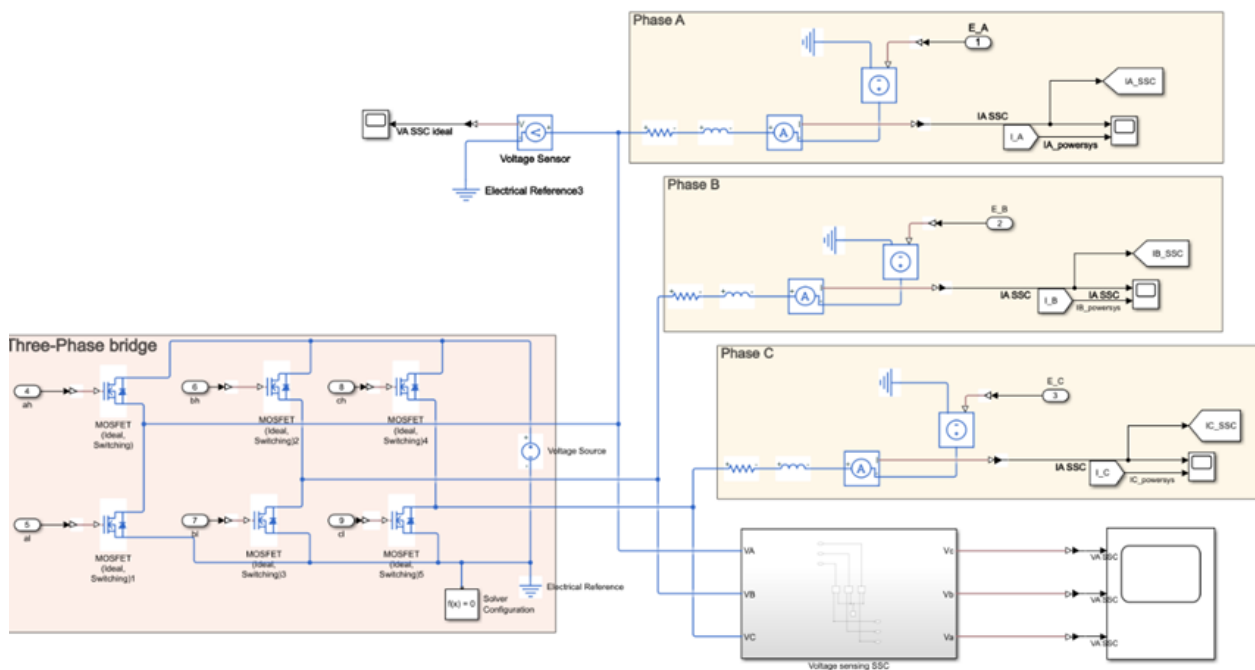 Phase A
E_A
1
IA_SSC
IA SSC
I_A
IA_powersys
VA SSC ideal
V
Voltage Sensor
Electrical Reference3
A
Phase B
E_B
2
IB_SSC
IA SSC
I_B
IA SSC
IB_powersys
A
Phase C
E_C
3
IC_SSC
IA SSC
I_C
IC_powersys
A
Three-Phase bridge
4
ah
6
bh
8
ch
MOSFET
(Ideal,
Switching)
MOSFET
(Ideal,
Switching)2
MOSFET
(Ideal,
Switching)4
Voltage Source
5
al
7
bl
9
cl
MOSFET
(Ideal,
Switching)1
MOSFET
(Ideal,
Switching)3
MOSFET
(Ideal,
Switching)5
Electrical Reference
f(x) = 0
Solver
Configuration
VA
VB
VC
Vc
Vb
Va
VA SSC
VA SSC
VA SSC
Voltage sensing SSC